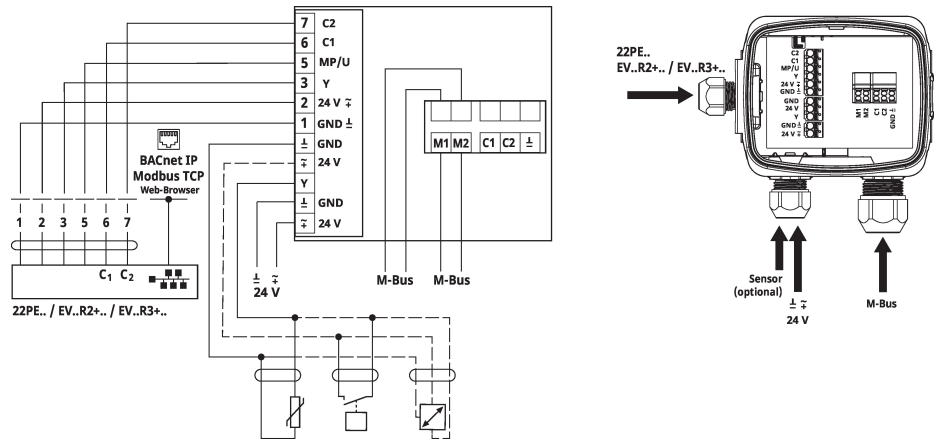 7 C2
6 C1
5 MP/U
3 Y
2 24 V ⩦
1 GND ⊥
⊥ GND
⩦ 24 V
Y
⊥ GND
⩦ 24 V
M1 M2 C1 C2 ⊥
BACnet IP
Modbus TCP
Web-Browser
1 2 3 5 6 7
C1 C2
22PE.. / EV..R2+.. / EV..R3+..
⊥ ⩦
24 V
M-Bus M-Bus
22PE..
EV..R2+.. / EV..R3+..
C2
C1
MP/U
Y
24 V ⩦
GND ⊥
GND
24 V
Y
GND ⊥
24 V ⩦
M1 M2 C1 C2 GND ⊥
Sensor
(optional)
⊥ ⩦
24 V
M-Bus